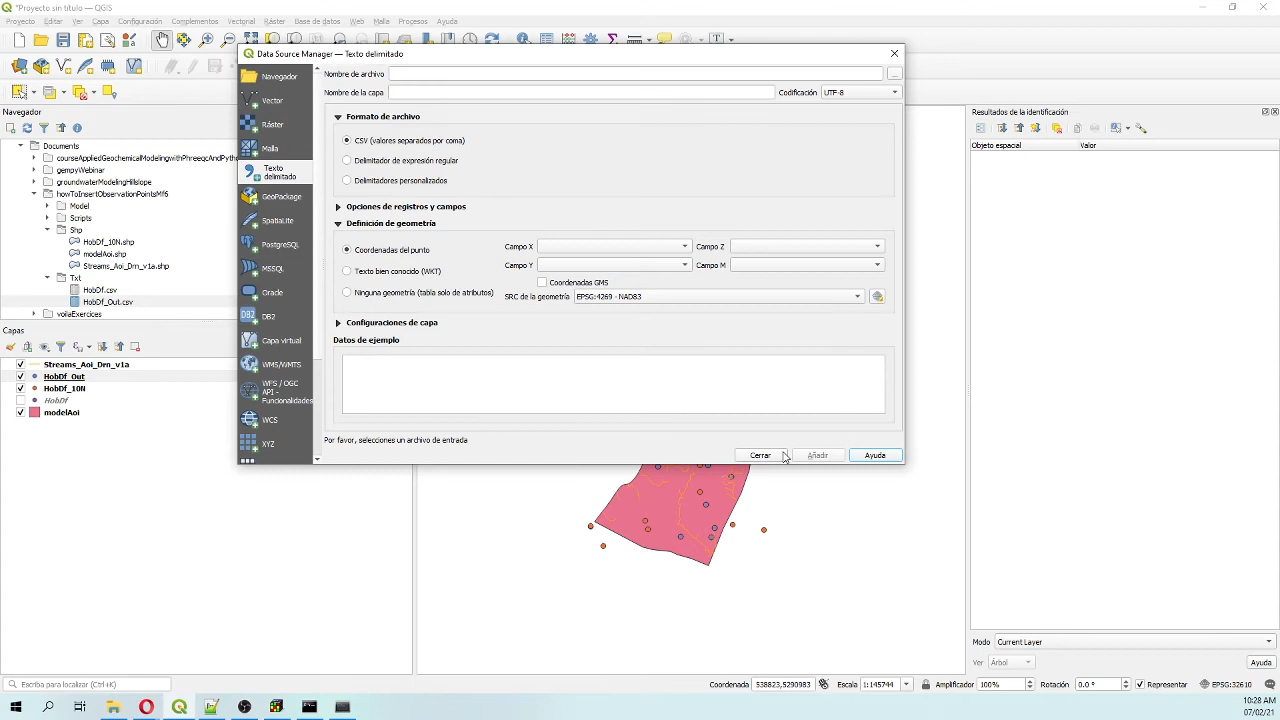 *Proyecto sin título — QGIS
Proyecto Editar Ver Capa Configuración Complementos Vectorial Ráster Base de datos Web Malla Procesos Ayuda
Data Source Manager — Texto delimitado
Navegador
Vector
Ráster
Malla
Texto
delimitado
GeoPackage
SpatiaLite
PostgreSQL
MSSQL
Oracle
DB2
Capa virtual
WMS/WMTS
WFS / OGC
API -
Funcionalidades
WCS
XYZ
Nombre de archivo
...
Nombre de la capa
Codificación UTF-8
Formato de archivo
CSV (valores separados por coma)
Delimitador de expresión regular
Delimitadores personalizados
Opciones de registros y campos
Definición de geometría
Coordenadas del punto
Campo X
Campo Z
Texto bien conocido (WKT)
Campo Y
Campo M
Coordenadas GMS
Ninguna geometría (tabla solo de atributos)
SRC de la geometría EPSG:4269 - NAD83
Configuraciones de capa
Datos de ejemplo
Por favor, selecciones un archivo de entrada
Cerrar Añadir Ayuda
Navegador
Documents
courseAppliedGeochemicalModelingwithPhreeqcAndPytho
gempyWebinar
groundwaterModelingHillslope
howToInsertObservationPointsMf6
Model
Scripts
Shp
HobDf_10N.shp
modelAoi.shp
Streams_Aoi_Drn_v1a.shp
Txt
HobDf.csv
HobDf_Out.csv
voilaExercices
Capas
Streams_Aoi_Drn_v1a
HobDf_Out
HobDf_10N
HobDf
modelAoi
Resultados de la identificación
Objeto espacial Valor
Modo Current Layer
Ver Árbol Ayuda
Escriba para localizar (Ctrl+K)
Coordenada 538823,5290983 Escala 1:145744 Amplificador 100% Rotación 0.0 ° Representar EPSG:32610
10:28 AM
07/02/21